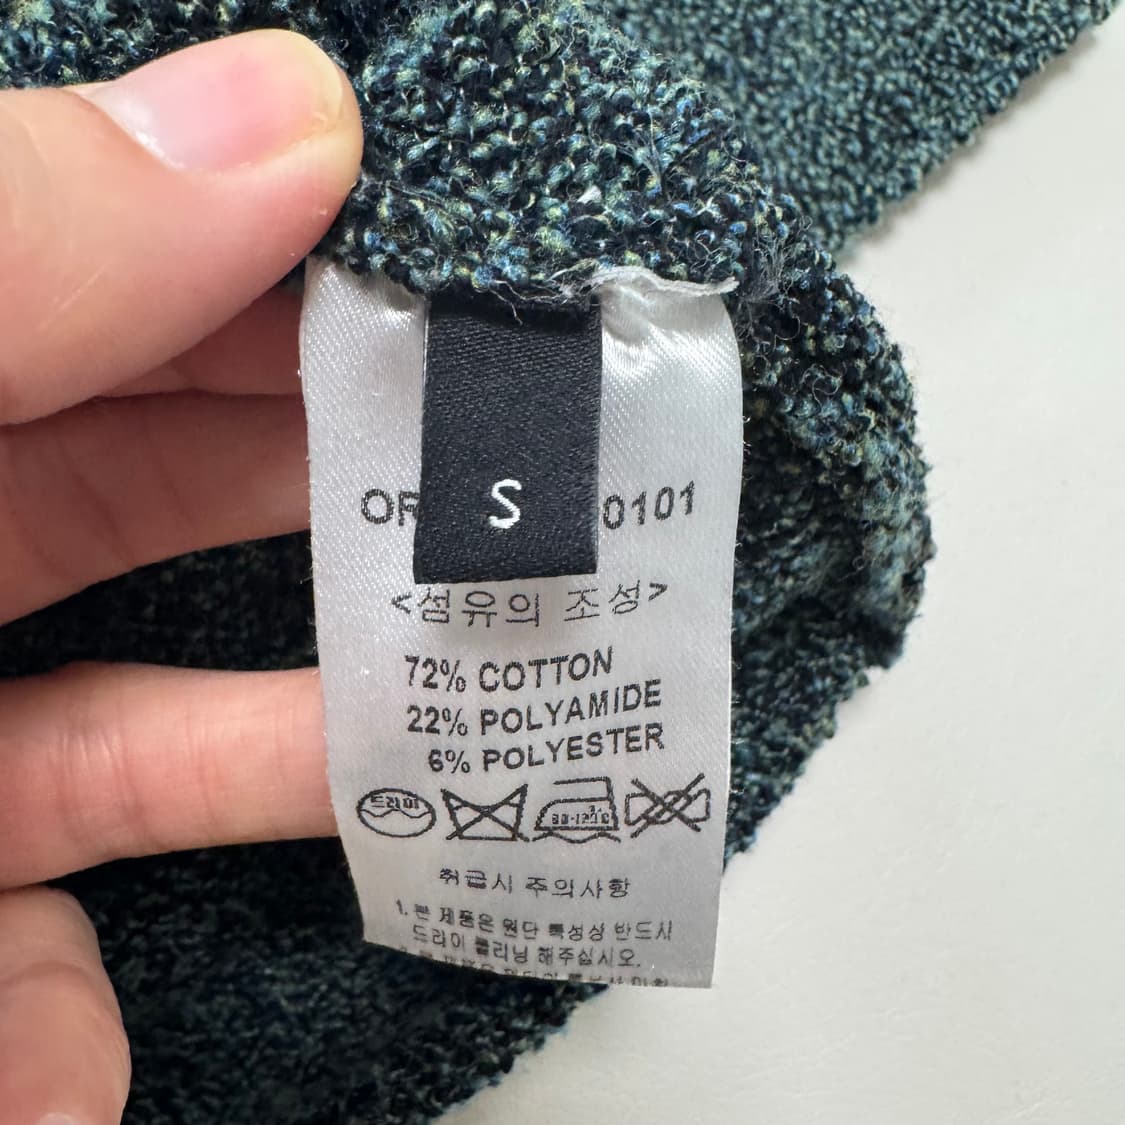 S
OR 0101
<섬유의 조성>
72% COTTON
22% POLYAMIDE
6% POLYESTER
드라이
취급시 주의사항
1. 본 제품은 원단 특성상 반드시
드라이 클리닝 해주십시오.